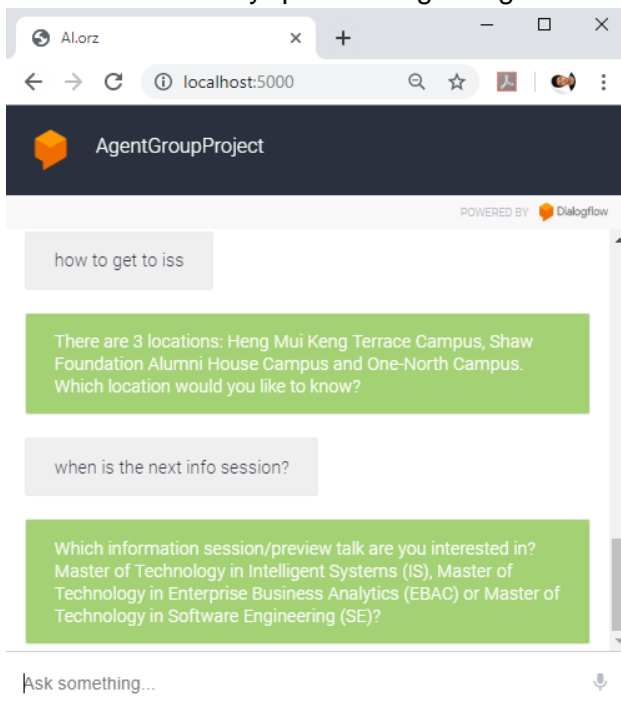 AI.orz
localhost:5000
AgentGroupProject
POWERED BY Dialogflow
how to get to iss
There are 3 locations: Heng Mui Keng Terrace Campus, Shaw
Foundation Alumni House Campus and One-North Campus.
Which location would you like to know?
when is the next info session?
Which information session/preview talk are you interested in?
Master of Technology in Intelligent Systems (IS), Master of
Technology in Enterprise Business Analytics (EBAC) or Master of
Technology in Software Engineering (SE)?
Ask something...